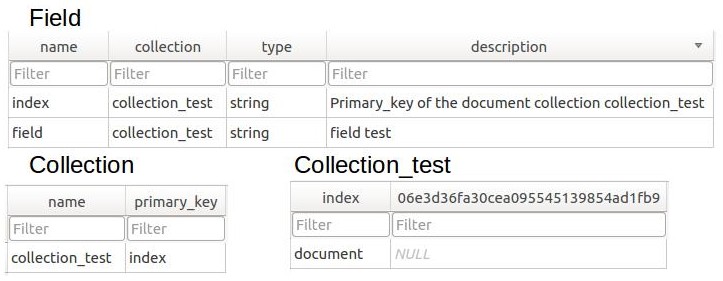 Field
name collection type description
Filter Filter Filter Filter
index collection_test string Primary_key of the document collection collection_test
field collection_test string field test
Collection
name primary_key
Filter Filter
collection_test index
Collection_test
index 06e3d36fa30cea095545139854ad1fb9
Filter Filter
document NULL